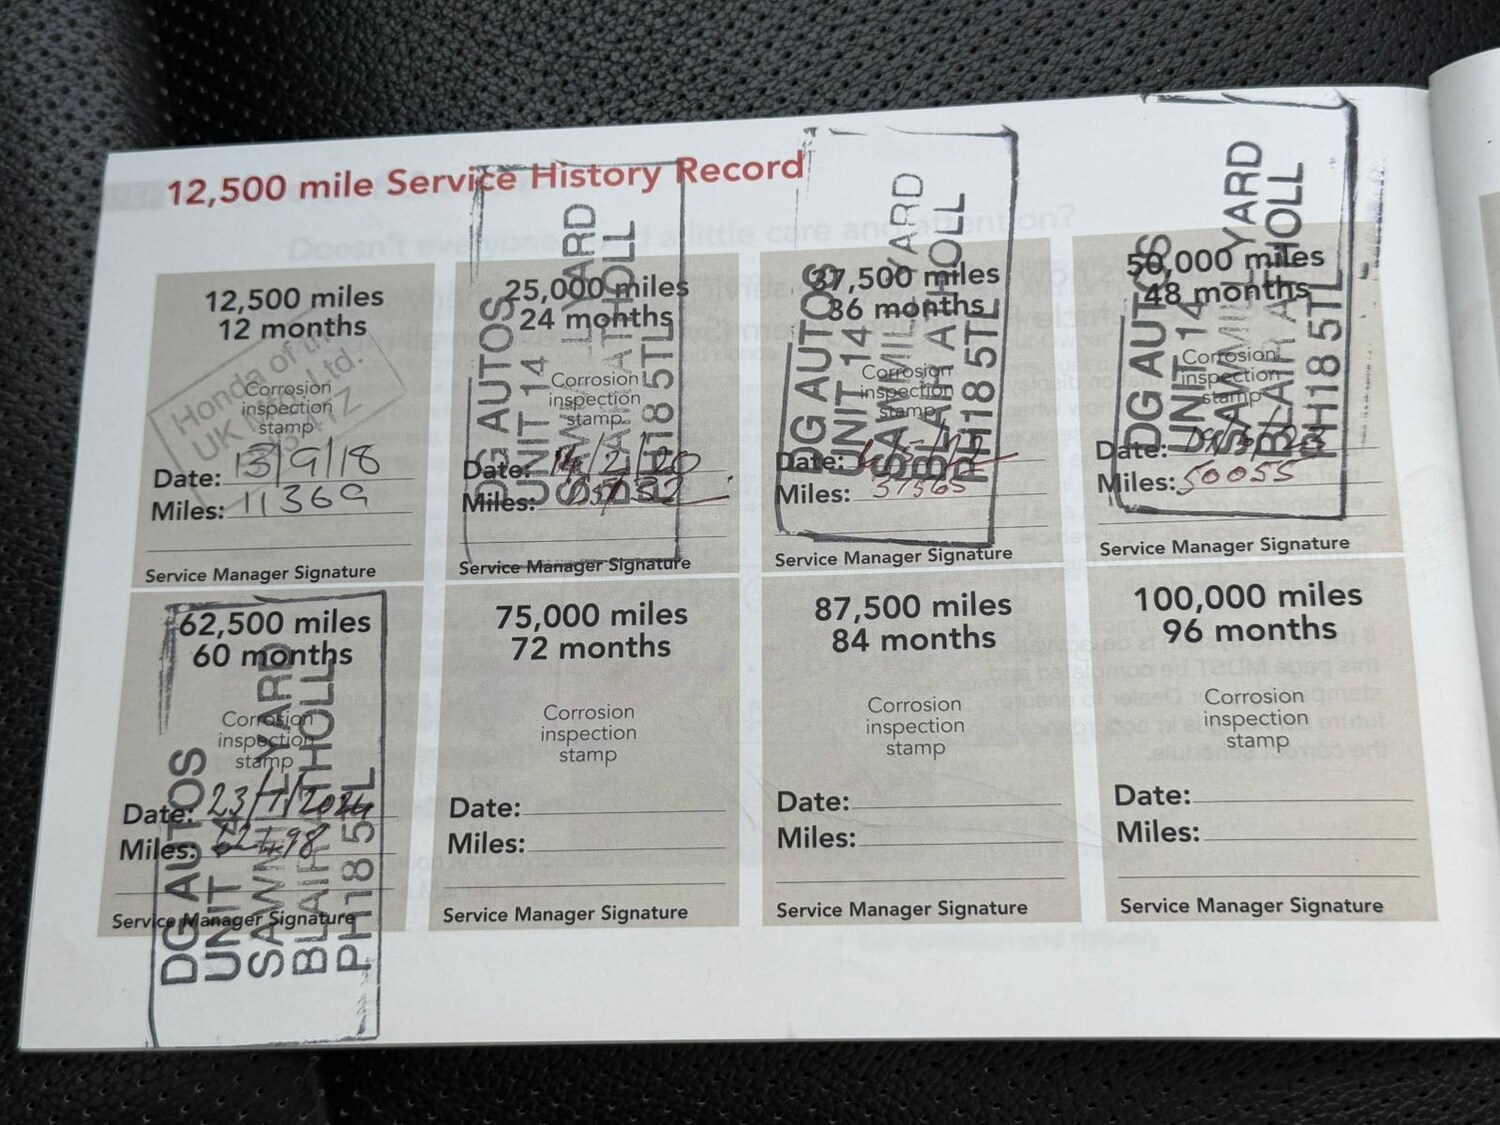 12,500 mile Service History Record
12,500 miles
12 months
Honda of the
UK Ltd.
Corrosion
inspection
stamp
Date: 13/9/18
Miles: 11369
Service Manager Signature
25,000 miles
24 months
Corrosion
inspection
stamp
Date: 14/2/20
Miles:
Service Manager Signature
DG AUTOS
UNIT 14
SAWMILL YARD
BLAIR ATHOLL
PH18 5TL
37,500 miles
36 months
Corrosion
inspection
stamp
Date:
Miles: 37565
Service Manager Signature
DG AUTOS
UNIT 14
SAWMILL YARD
BLAIR ATHOLL
PH18 5TL
50,000 miles
48 months
Corrosion
inspection
stamp
Date:
Miles: 50055
Service Manager Signature
DG AUTOS
UNIT 14
SAWMILL YARD
BLAIR ATHOLL
PH18 5TL
62,500 miles
60 months
Corrosion
inspection
stamp
Date: 23/1/2024
Miles:
Service Manager Signature
DG AUTOS
UNIT 14
SAWMILL YARD
BLAIR ATHOLL
PH18 5TL
75,000 miles
72 months
Corrosion
inspection
stamp
Date:
Miles:
Service Manager Signature
87,500 miles
84 months
Corrosion
inspection
stamp
Date:
Miles:
Service Manager Signature
100,000 miles
96 months
Corrosion
inspection
stamp
Date:
Miles:
Service Manager Signature